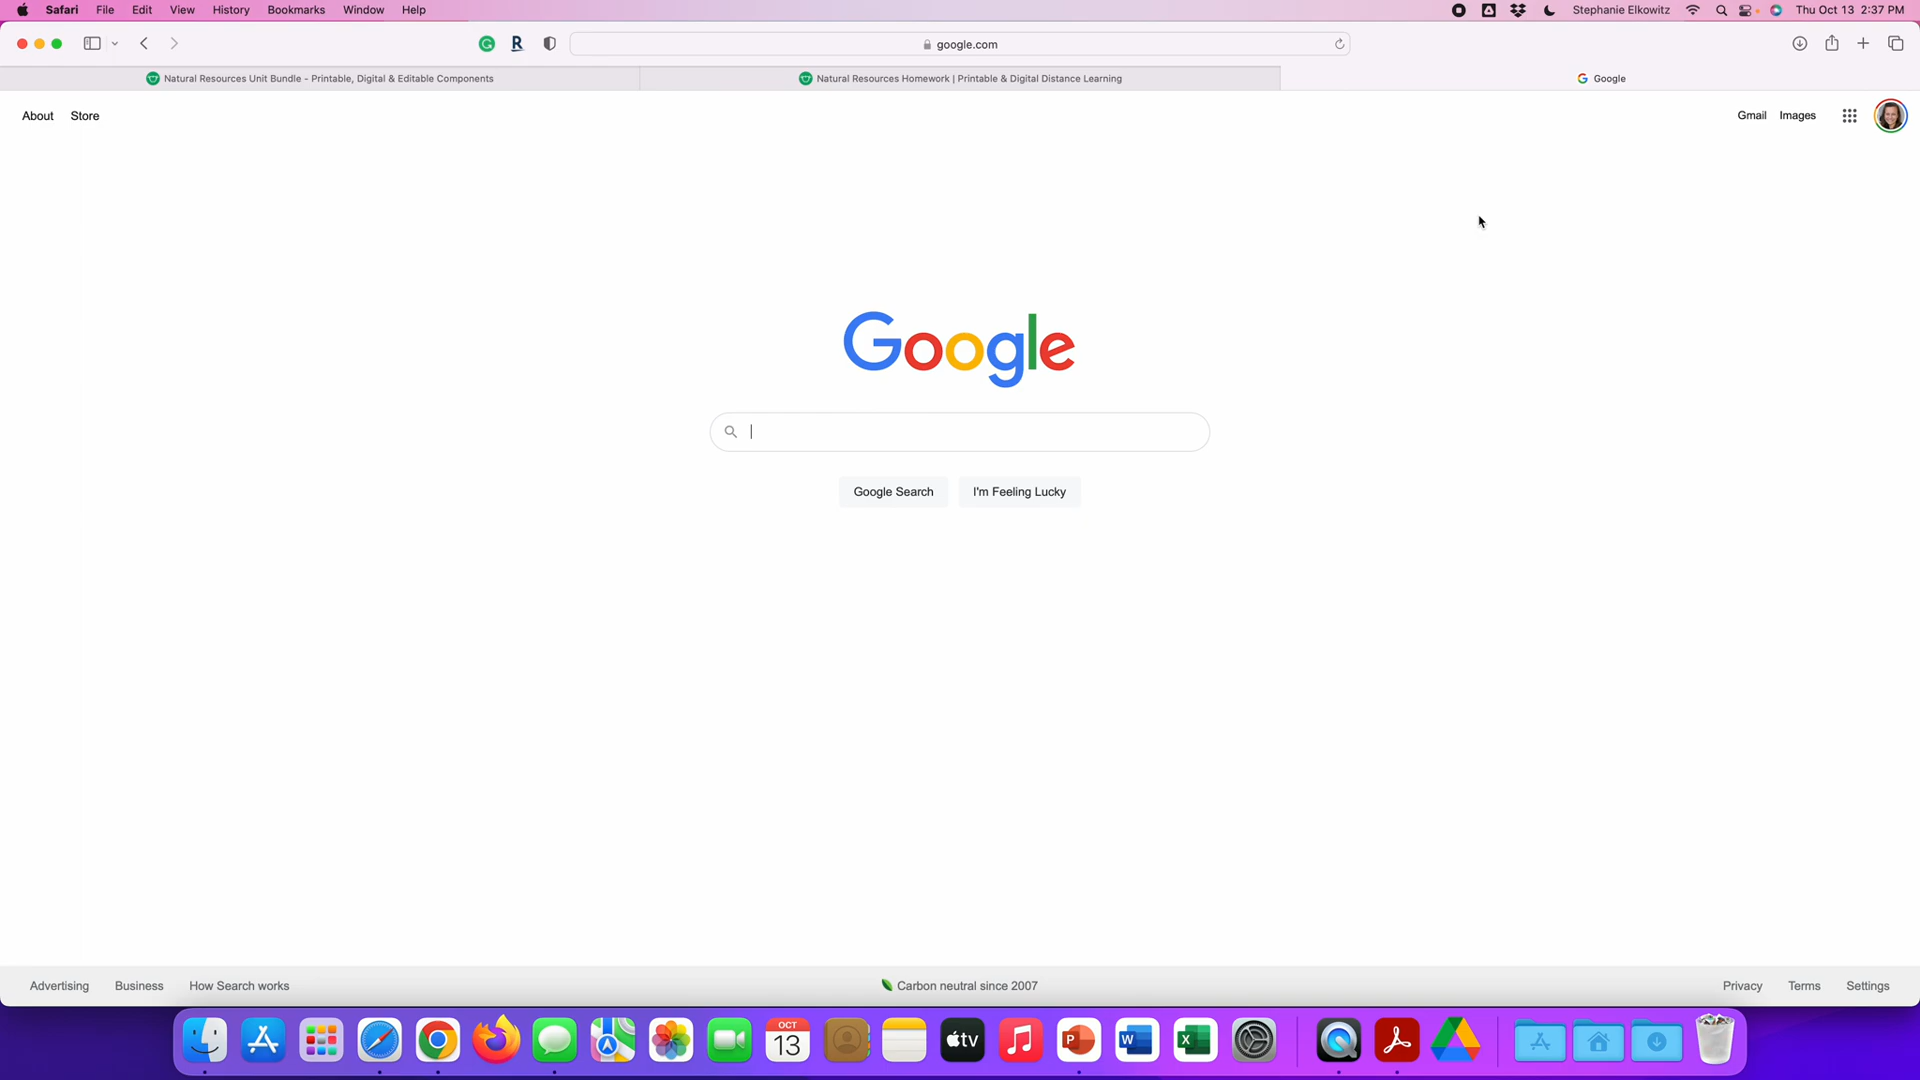 Safari File Edit View History Bookmarks Window Help Stephanie Elkowitz Thu Oct 13 2:37 PM
google.com
Natural Resources Unit Bundle - Printable, Digital & Editable Components Natural Resources Homework | Printable & Digital Distance Learning Google
About Store Gmail Images
Google
Google Search I'm Feeling Lucky
Advertising Business How Search works Carbon neutral since 2007 Privacy Terms Settings
OCT
13
tv
P
W
X